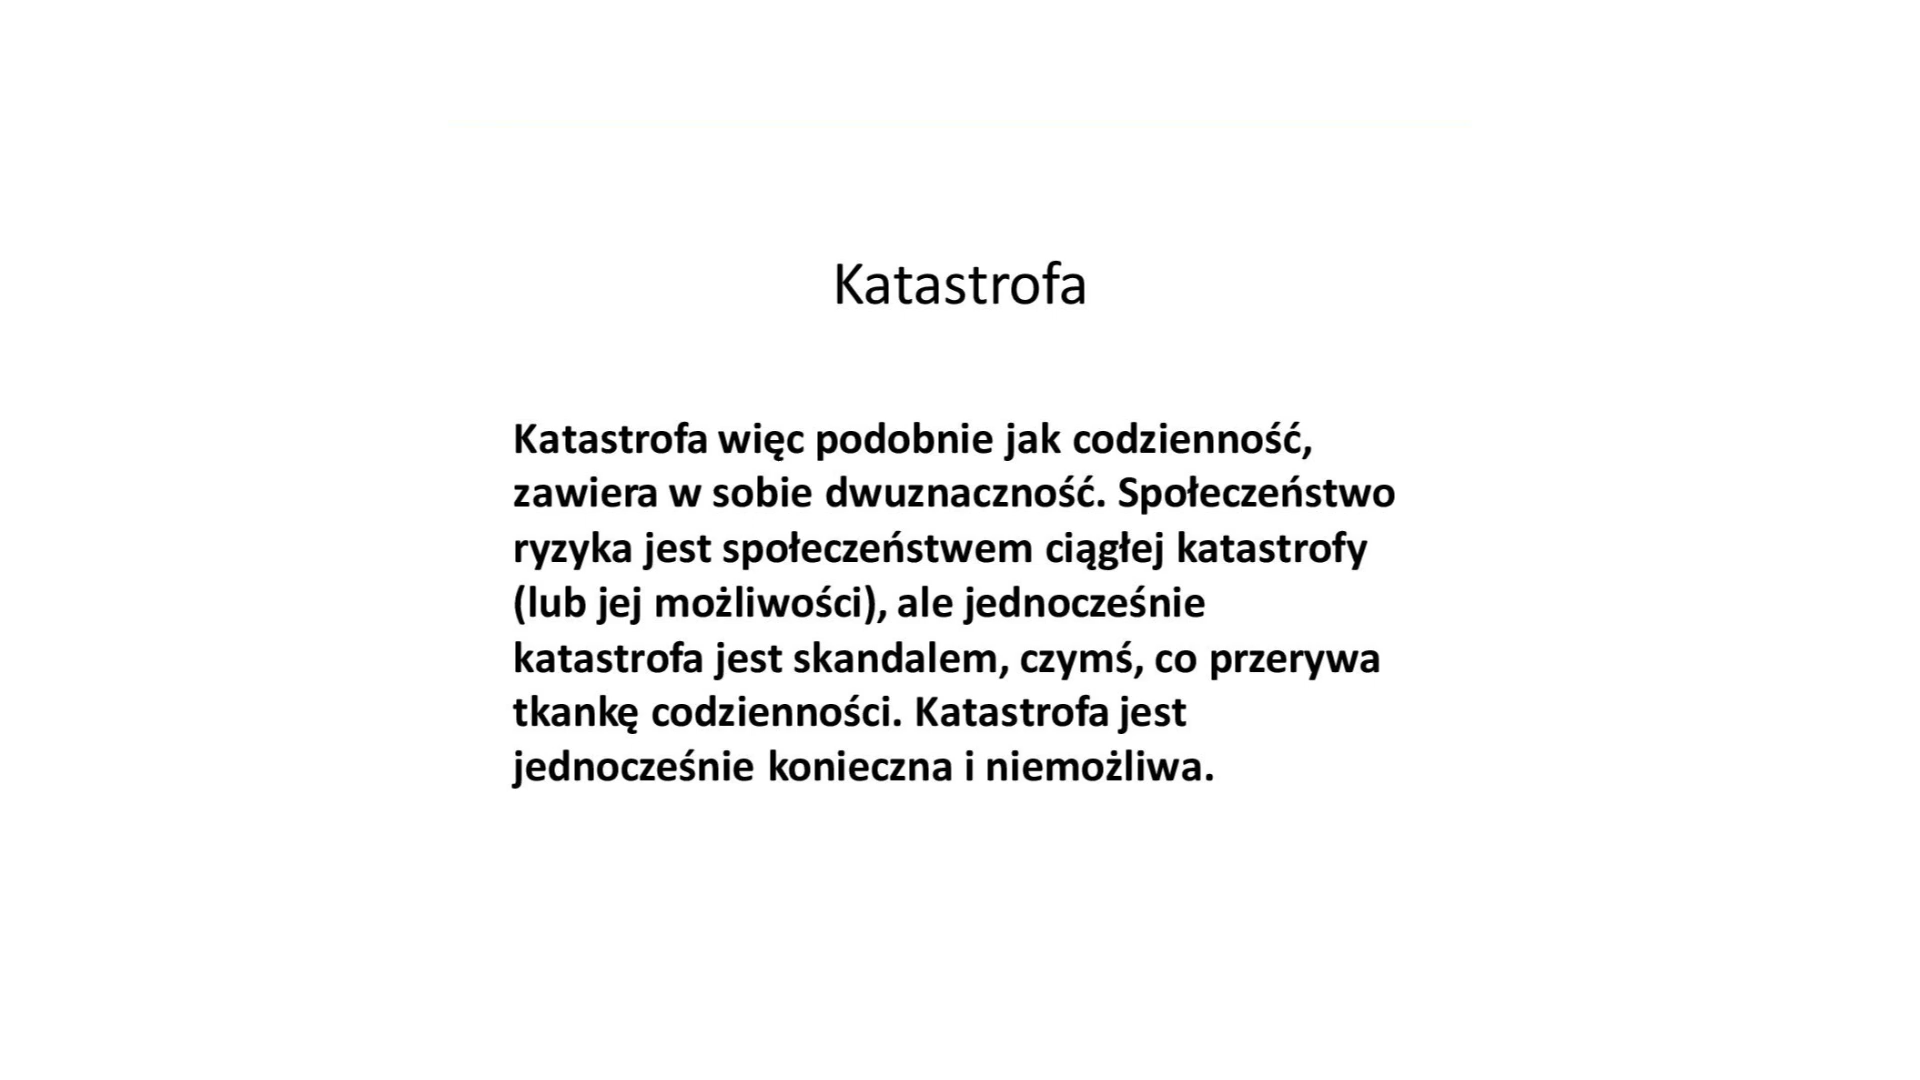 Katastrofa
Katastrofa więc podobnie jak codzienność,
zawiera w sobie dwuznaczność. Społeczeństwo
ryzyka jest społeczeństwem ciągłej katastrofy
(lub jej możliwości), ale jednocześnie
katastrofa jest skandalem, czymś, co przerywa
tkankę codzienności. Katastrofa jest
jednocześnie konieczna i niemożliwa.